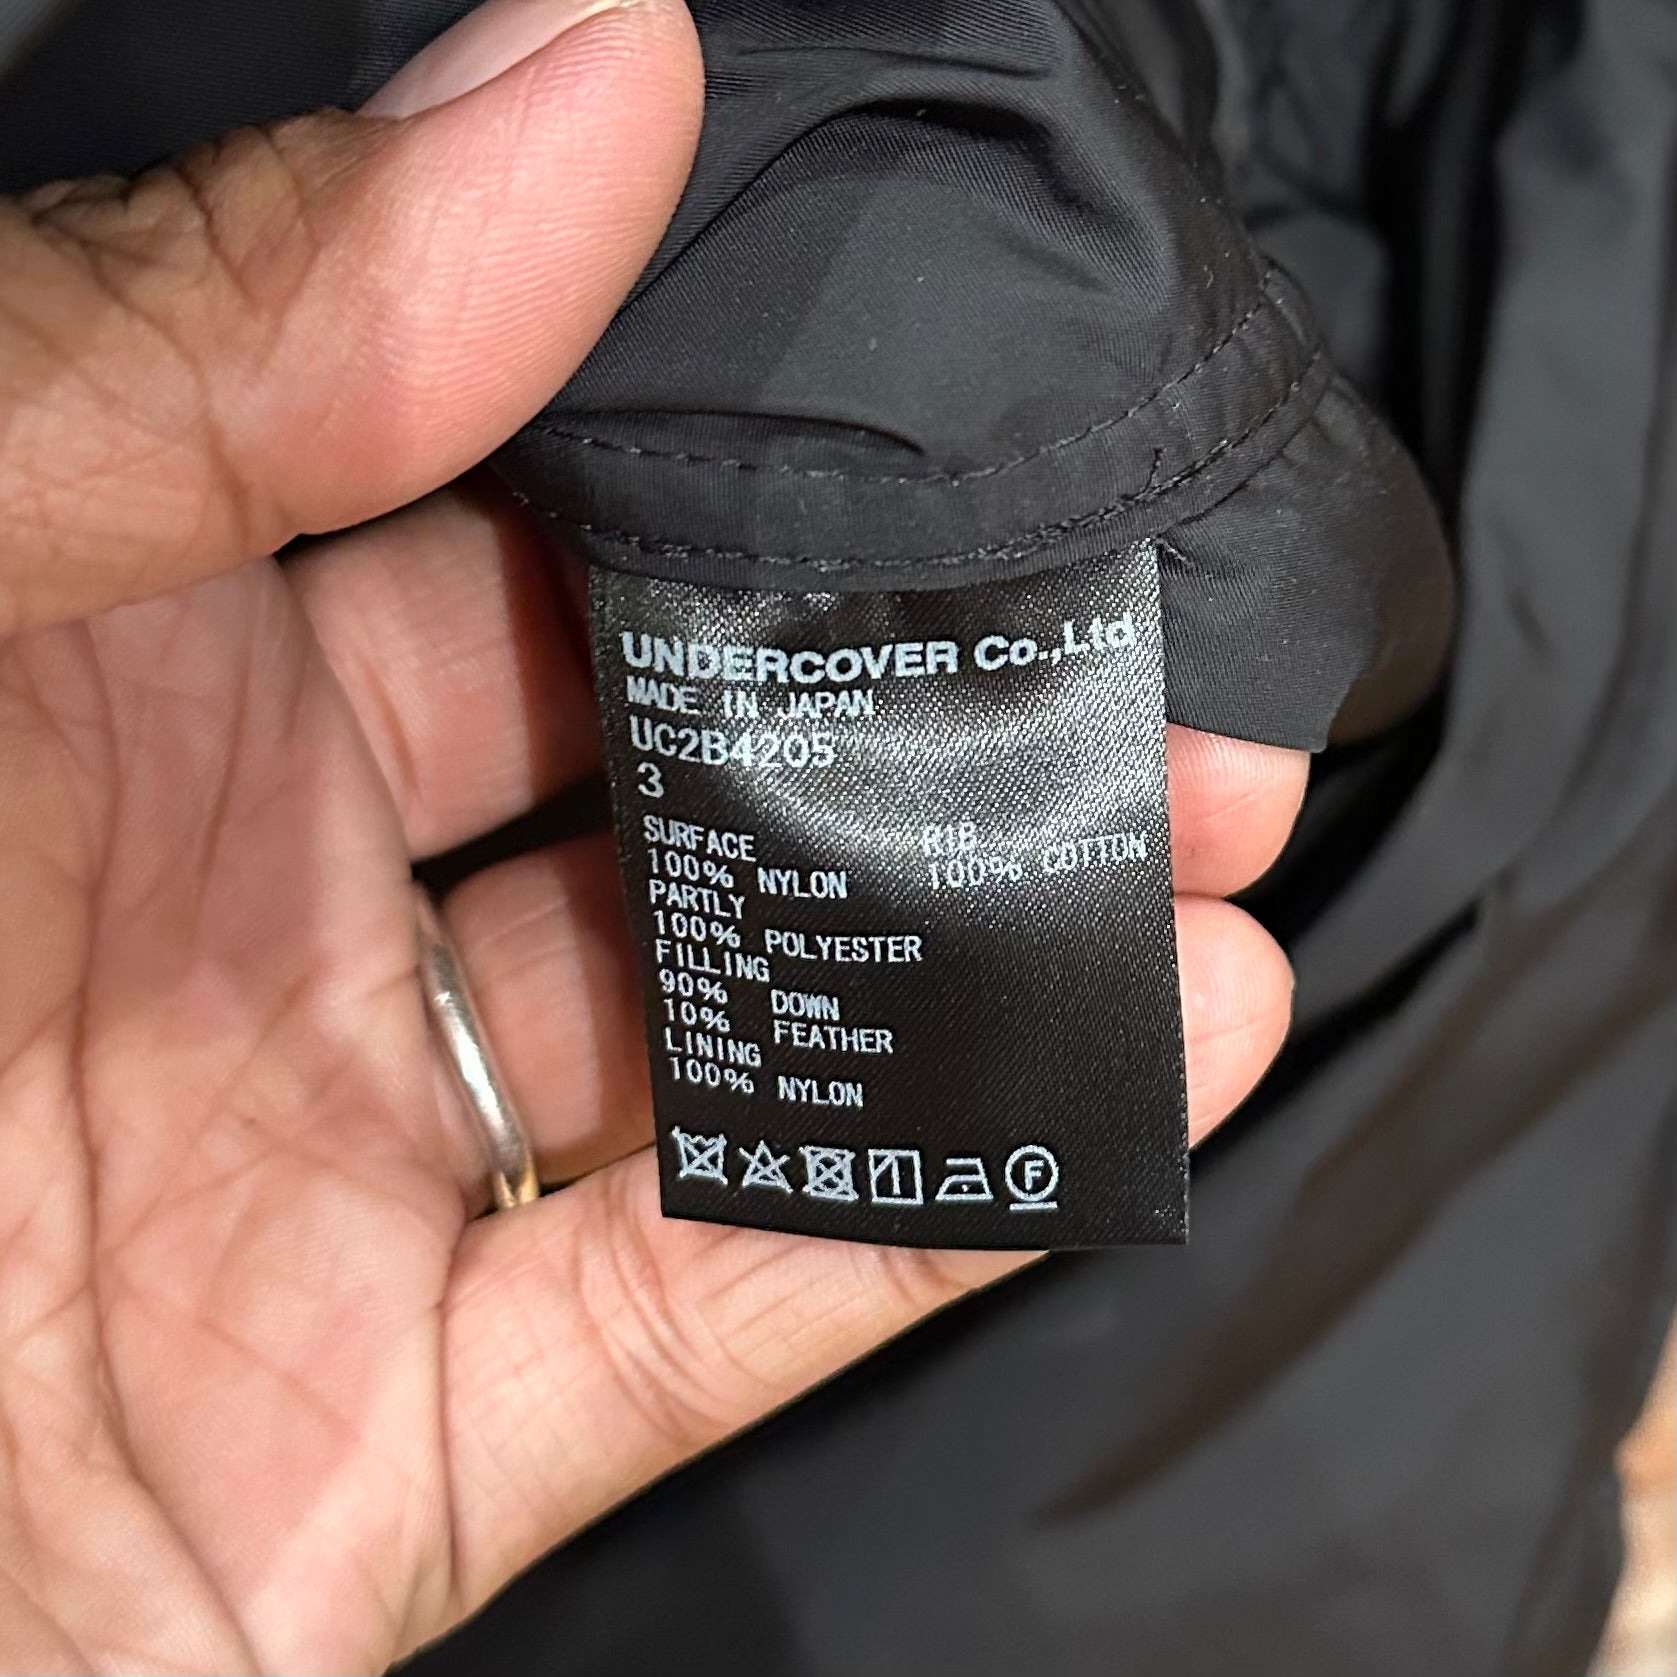 UNDERCOVER Co.,Ltd
MADE IN JAPAN
UC2B4205
3
SURFACE
100% NYLON
PARTLY
100% POLYESTER
FILLING
90% DOWN
10% FEATHER
LINING
100% NYLON
RIB
100% COTTON
F